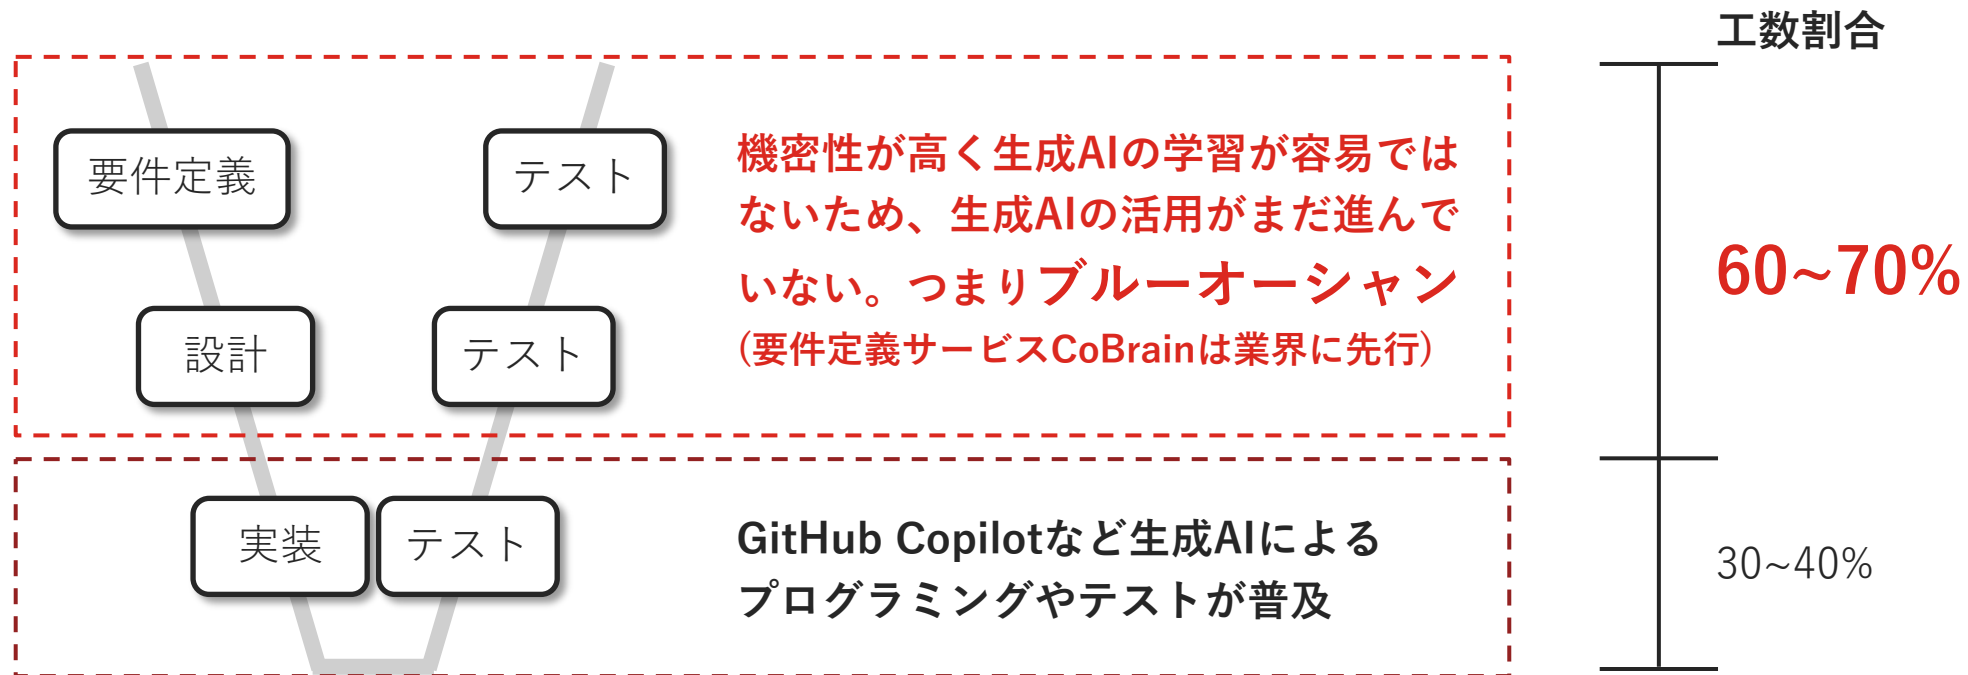 工数割合
要件定義
テスト
機密性が高く生成AIの学習が容易では
ないため、生成AIの活用がまだ進んで
いない。つまりブルーオーシャン
(要件定義サービスCoBrainは業界に先行)
60~70%
設計
テスト
実装
テスト
GitHub Copilotなど生成AIによる
プログラミングやテストが普及
30~40%